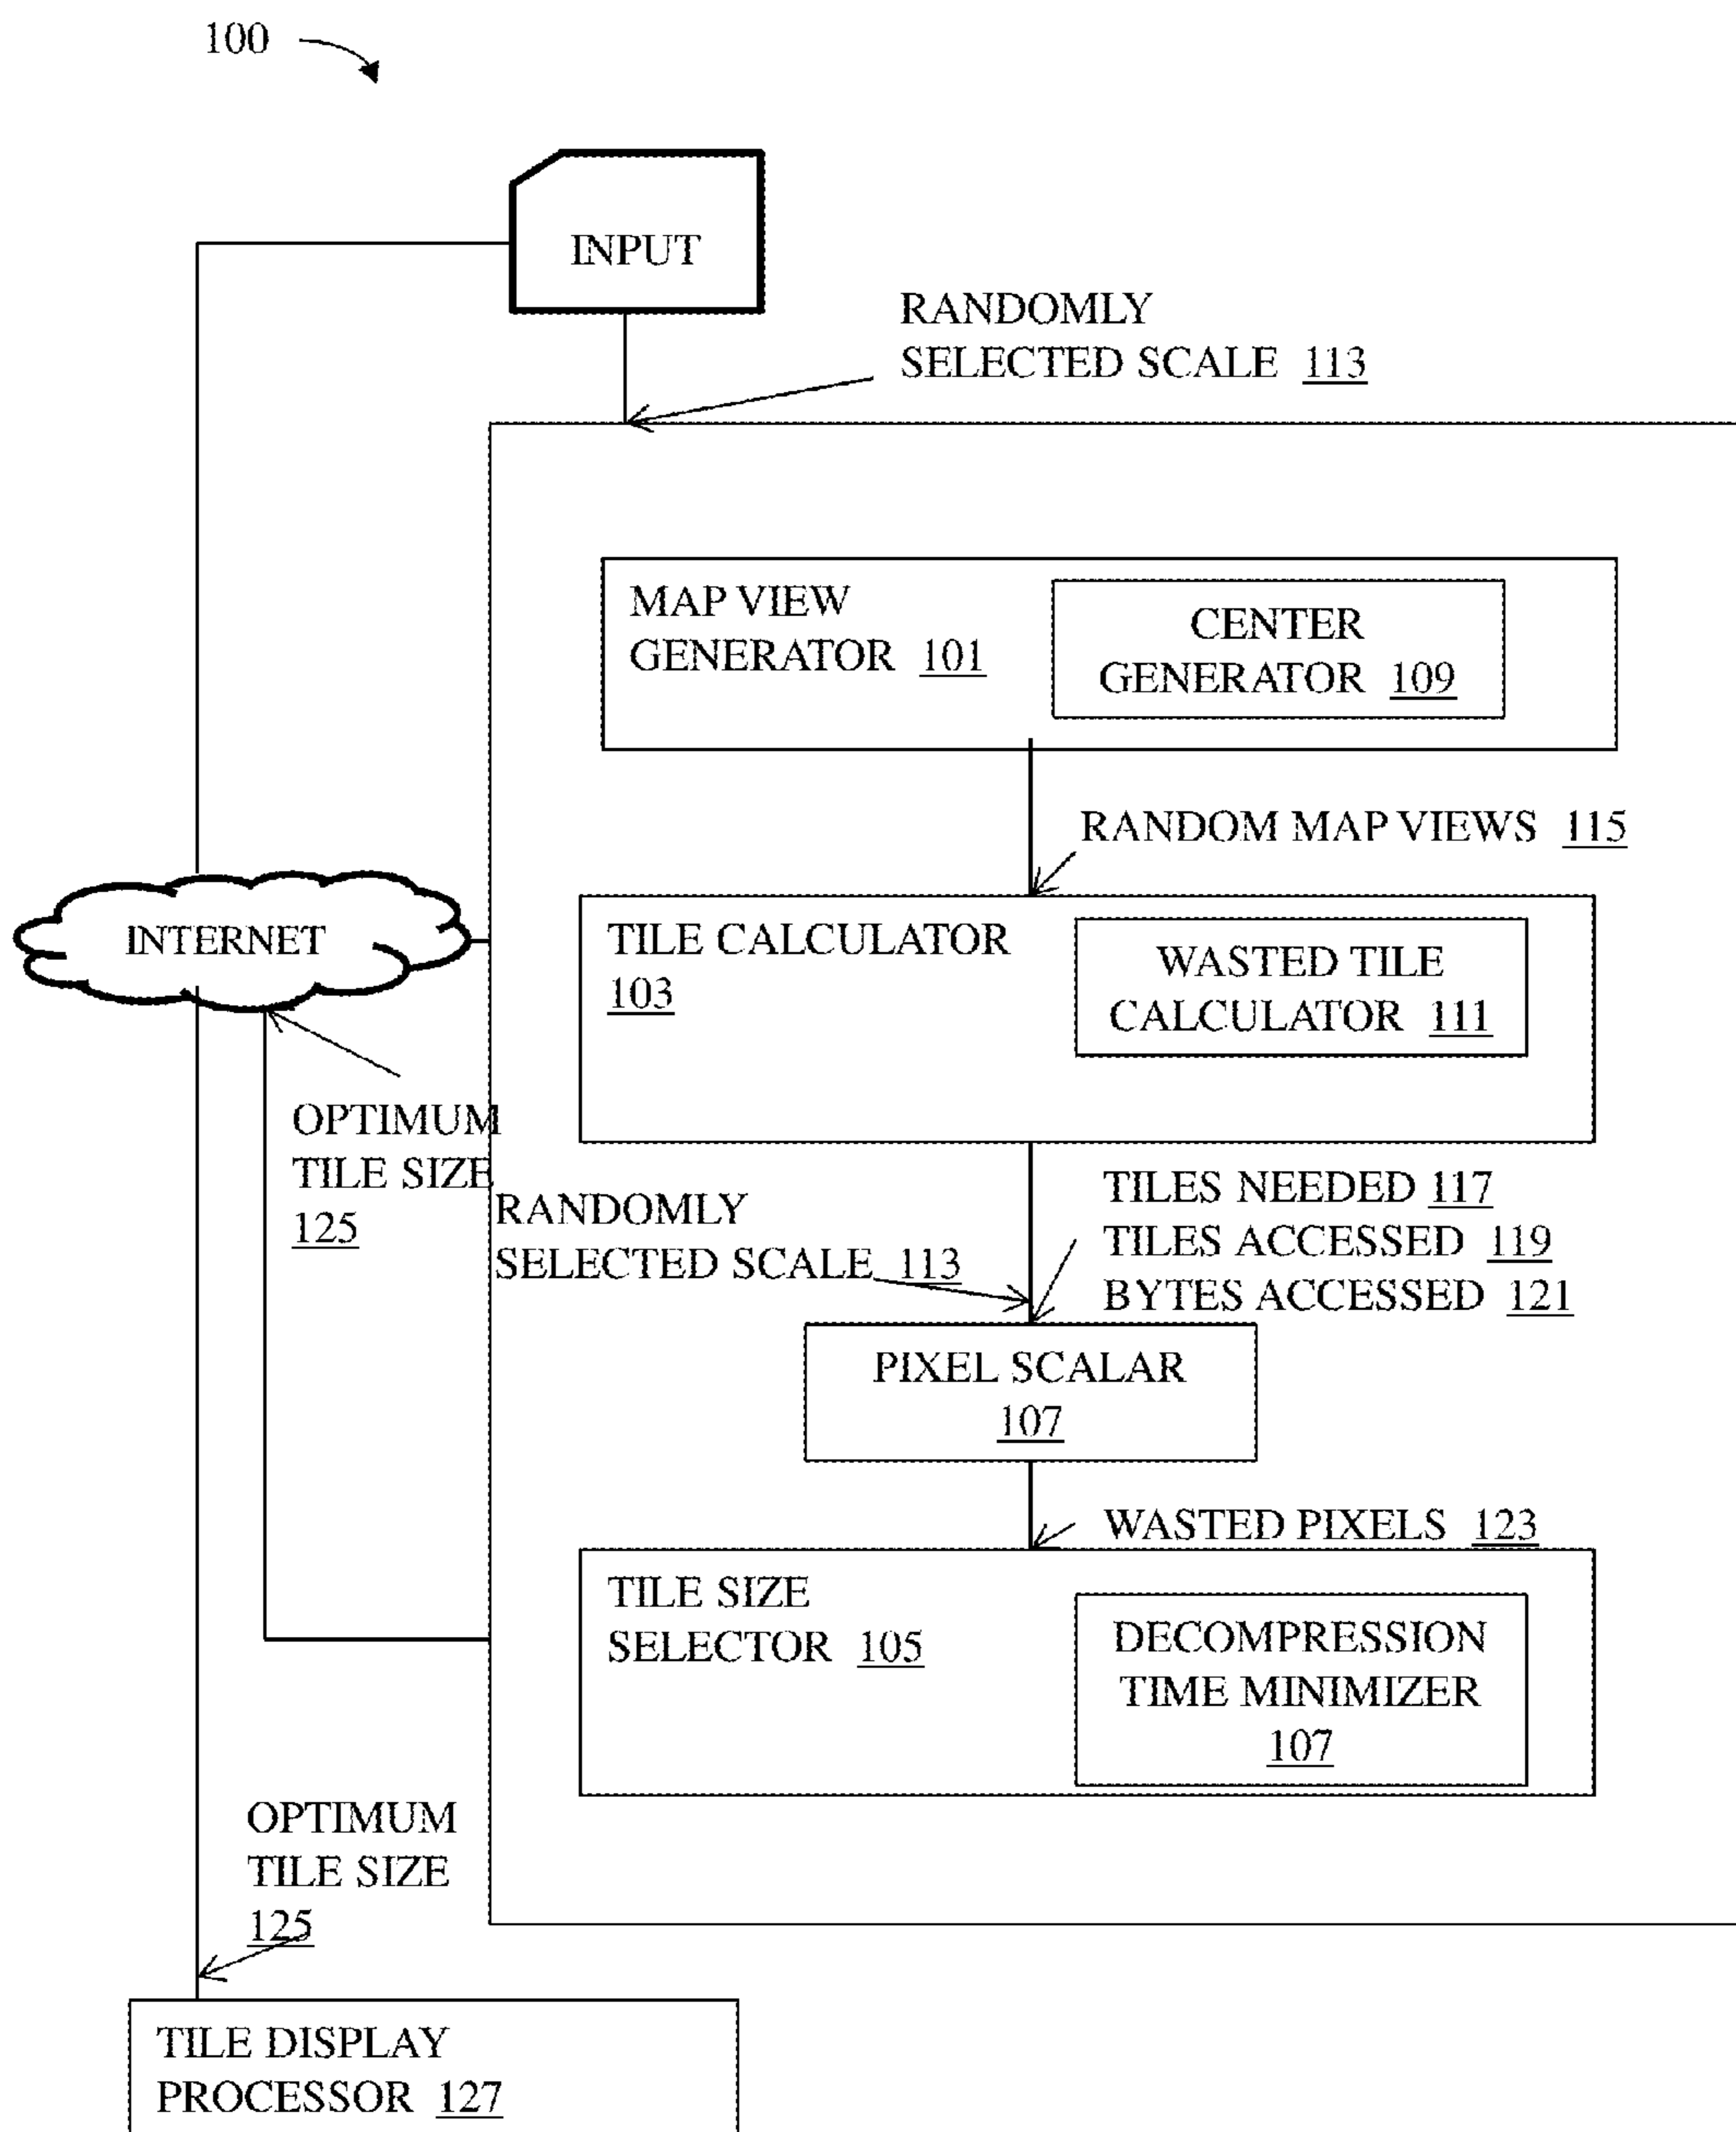 100
INPUT
RANDOMLY
SELECTED SCALE 113
MAP VIEW
GENERATOR 101
CENTER
GENERATOR 109
RANDOM MAP VIEWS 115
INTERNET
TILE CALCULATOR
103
WASTED TILE
CALCULATOR 111
OPTIMUM
TILE SIZE
125
RANDOMLY
SELECTED SCALE 113
TILES NEEDED 117
TILES ACCESSED 119
BYTES ACCESSED 121
PIXEL SCALAR
107
WASTED PIXELS 123
TILE SIZE
SELECTOR 105
DECOMPRESSION
TIME MINIMIZER
107
OPTIMUM
TILE SIZE
125
TILE DISPLAY
PROCESSOR 127